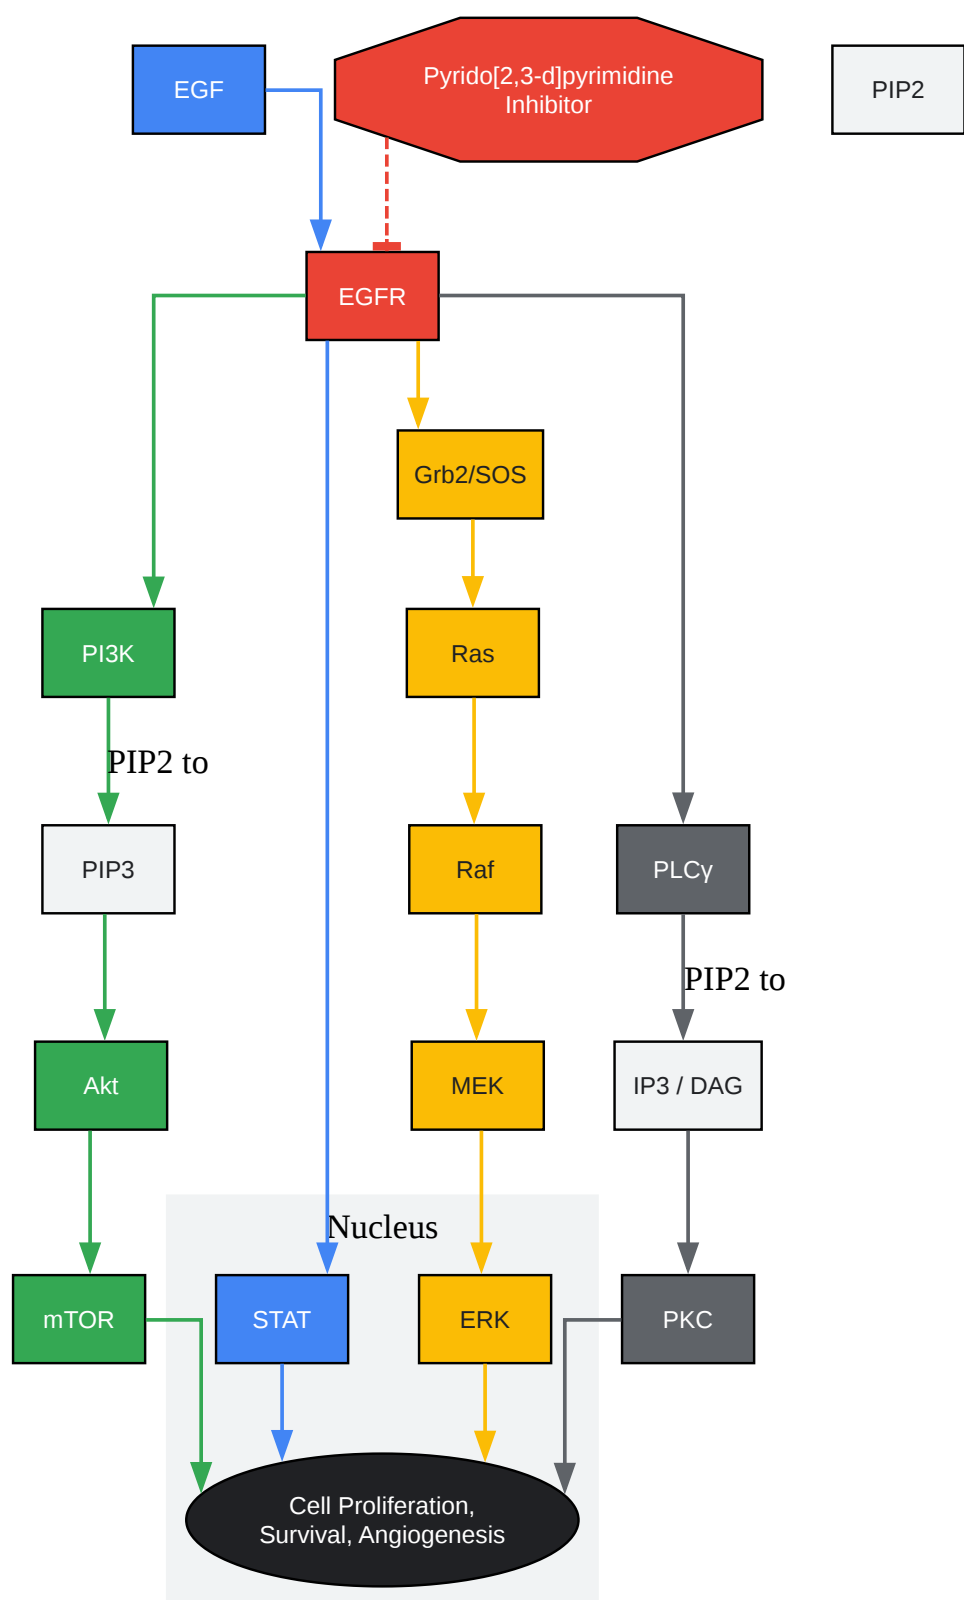 EGF
Pyrido[2,3-d]pyrimidine
Inhibitor
PIP2
EGFR
Grb2/SOS
PI3K
Ras
PIP2 to
PIP3
Raf
PLCγ
PIP2 to
Akt
MEK
IP3 / DAG
Nucleus
mTOR
STAT
ERK
PKC
Cell Proliferation,
Survival, Angiogenesis